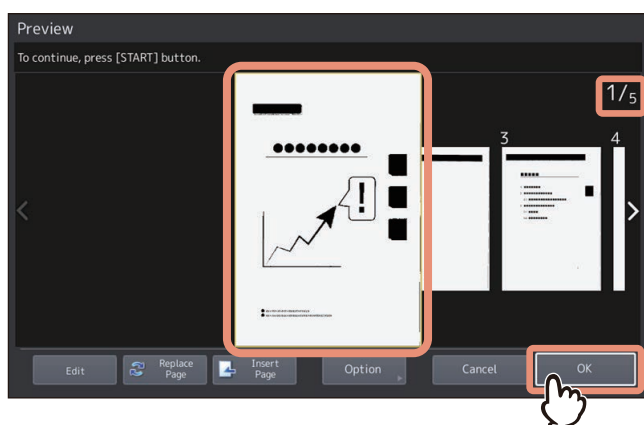 Preview
To continue, press [START] button.
1/5
3
4
!
Edit
Replace
Page
Insert
Page
Option
Cancel
OK